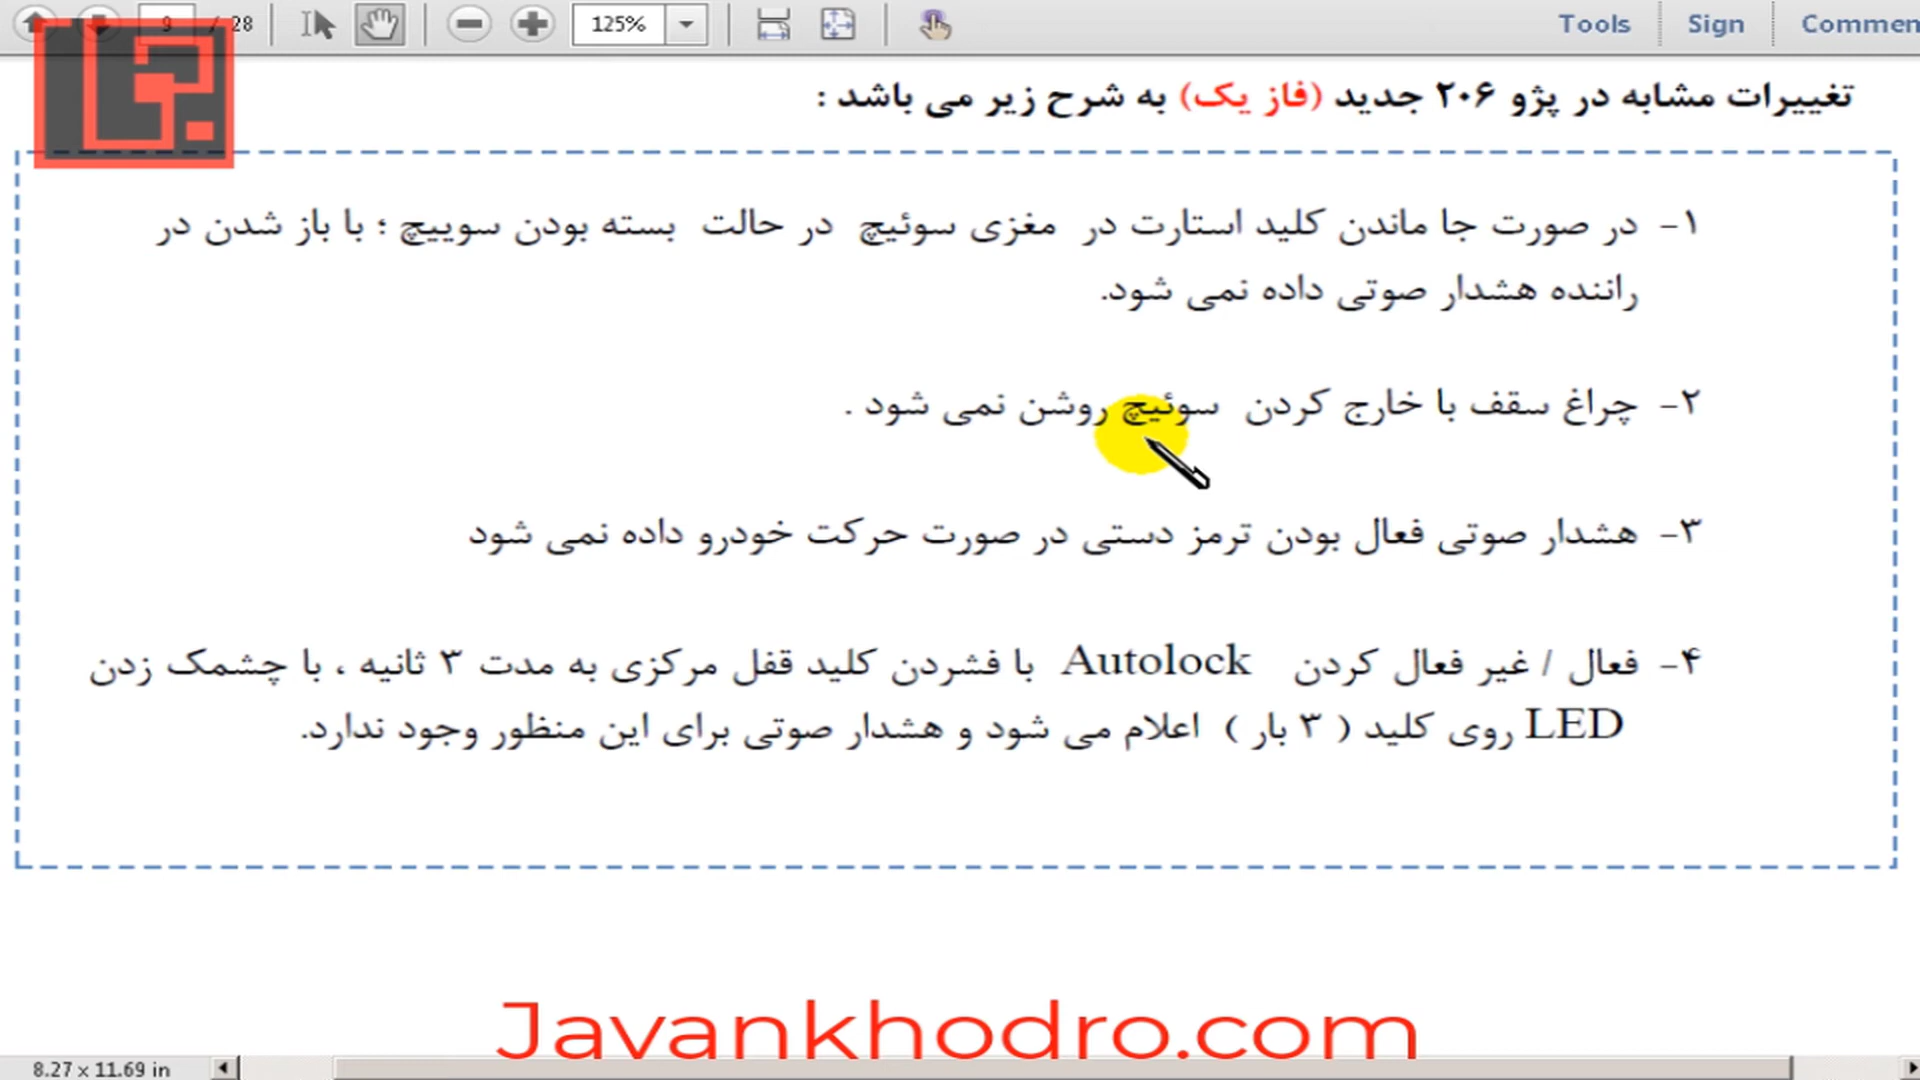 9 / 28
125%
Tools
Sign
Commen
تغییرات مشابه در پژو ۲۰۶ جدید (فاز یک) به شرح زیر می باشد :
۱- در صورت جا ماندن کلید استارت در مغزی سوئیچ در حالت بسته بودن سوییچ ؛ با باز شدن در
راننده هشدار صوتی داده نمی شود.
۲- چراغ سقف با خارج کردن سوئیچ روشن نمی شود .
۳- هشدار صوتی فعال بودن ترمز دستی در صورت حرکت خودرو داده نمی شود
۴- فعال / غیر فعال کردن Autolock با فشردن کلید قفل مرکزی به مدت ۳ ثانیه ، با چشمک زدن
LED روی کلید ( ۳ بار ) اعلام می شود و هشدار صوتی برای این منظور وجود ندارد.
Javankhodro.com
8.27 x 11.69 in